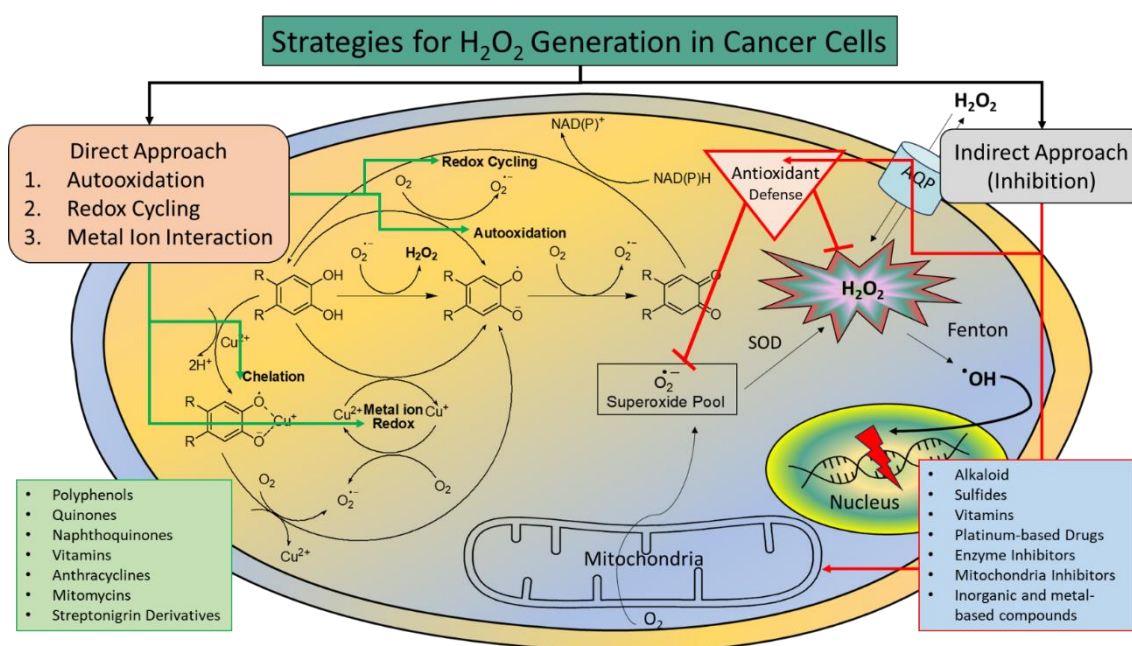 Strategies for H₂O₂ Generation in Cancer Cells
Direct Approach
1. Autooxidation
2. Redox Cycling
3. Metal Ion Interaction
Indirect Approach
(Inhibition)
H₂O₂
AQP
NAD(P)⁺
NAD(P)H
Redox Cycling
O₂
O₂•−
Autooxidation
Antioxidant
Defense
O₂•−
H₂O₂
O₂
O₂•−
R
R
OH
OH
R
R
O•
O−
R
R
O
O
H₂O₂
SOD
Fenton
•OH
Cu²⁺
2H⁺
Chelation
R
R
O•
O−
Cu⁺
Cu²⁺
Metal ion
Redox
Cu⁺
O₂
O₂•−
O₂
Cu²⁺
O₂•−
Superoxide Pool
Nucleus
Mitochondria
O₂
• Polyphenols
• Quinones
• Naphthoquinones
• Vitamins
• Anthracyclines
• Mitomycins
• Streptonigrin Derivatives
• Alkaloid
• Sulfides
• Vitamins
• Platinum-based Drugs
• Enzyme Inhibitors
• Mitochondria Inhibitors
• Inorganic and metal-
based compounds